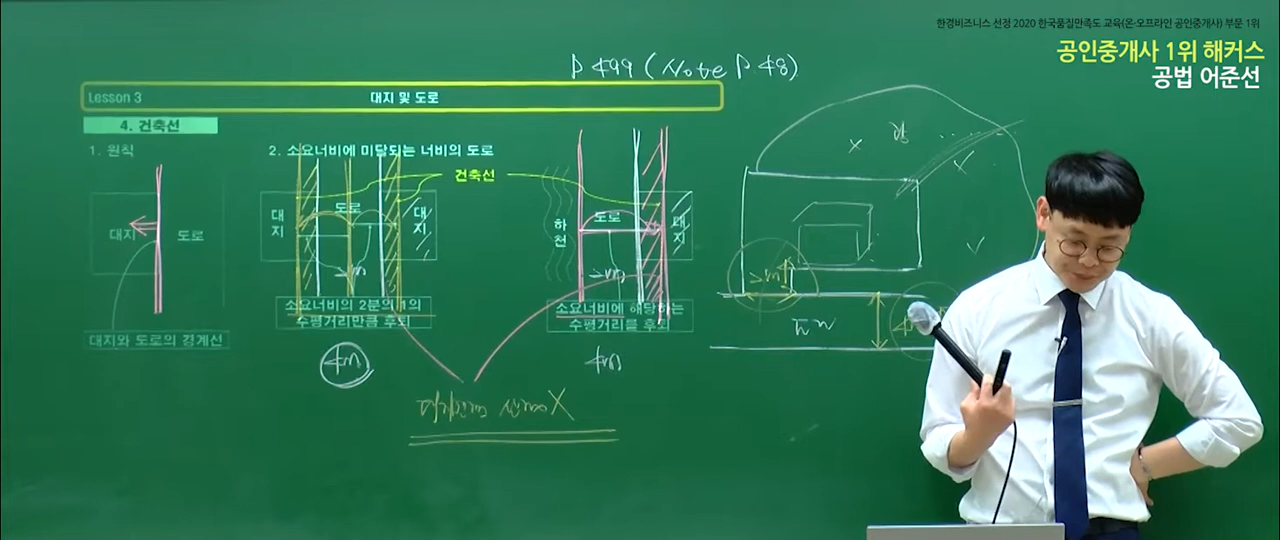 한경비즈니스 선정 2020 한국품질만족도 교육(온·오프라인 공인중개사) 부문 1위
공인중개사 1위 해커스
공법 어준선
P 499 (Note P 48)
Lesson 3
대지 및 도로
4. 건축선
1. 원칙
2. 소요너비에 미달되는 너비의 도로
건축선
대지
도로
대지
도로
대지
하천
도로
대지
대지와 도로의 경계선
소요너비의 2분의 1의
수평거리만큼 후퇴
소요너비에 해당하는
수평거리를 후퇴
4m
4m
X